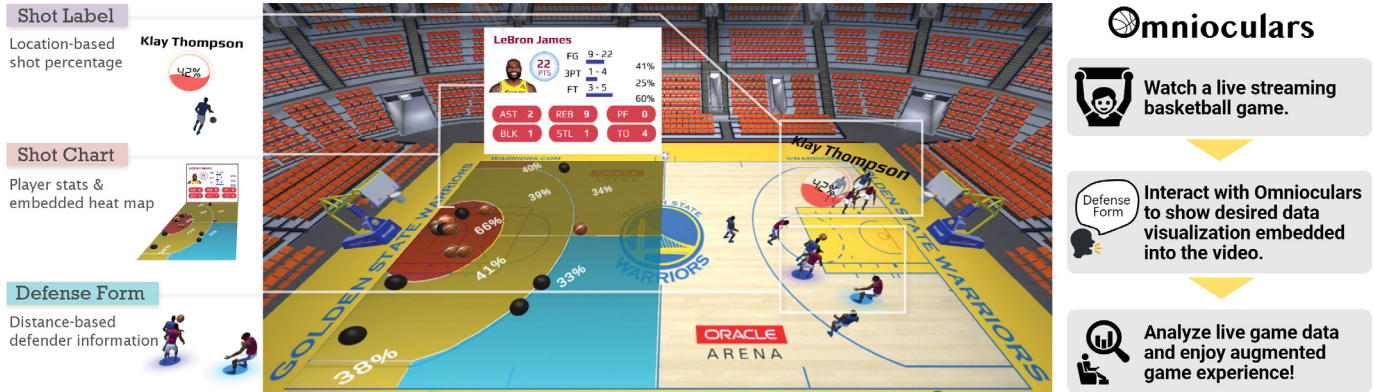 Shot Label
Location-based
shot percentage
Klay Thompson
42%
Shot Chart
Player stats &
embedded heat map
Defense Form
Distance-based
defender information
LeBron James
22
PTS
FG 9 - 22 41%
3PT 1 - 4 25%
FT 3 - 5 60%
AST 2 REB 9 PF 0
BLK 1 STL 1 TO 4
WARRIORS.COM
40%
39%
34%
66%
41%
33%
38%
GOLDEN STATE WARRIORS
GOLDEN STATE
WARRIORS
Klay Thompson
42%
GOLDEN STATE WARRIORS
ORACLE
ARENA
Omnioculars
Watch a live streaming
basketball game.
Defense
Form
Interact with Omnioculars
to show desired data
visualization embedded
into the video.
Analyze live game data
and enjoy augmented
game experience!